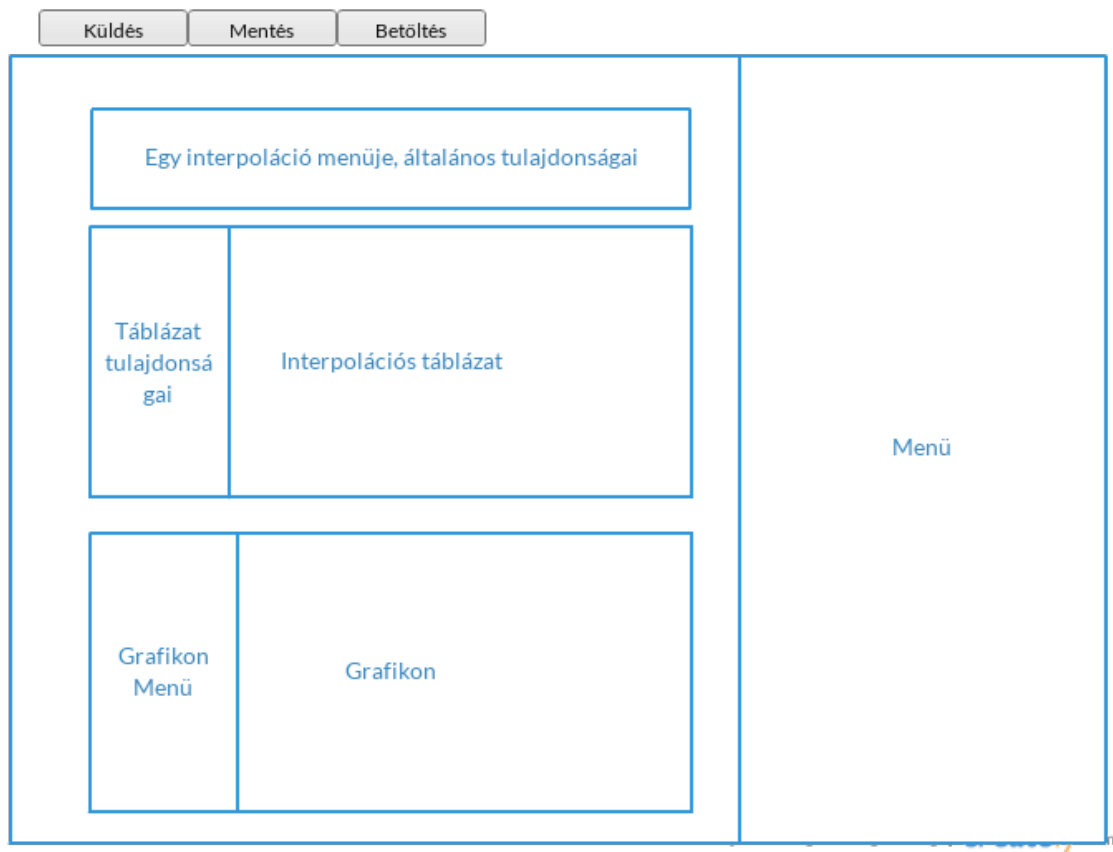 Küldés
Mentés
Betöltés
Egy interpoláció menüje, általános tulajdonságai
Táblázat
tulajdonsá
gai
Interpolációs táblázat
Menü
Grafikon
Menü
Grafikon